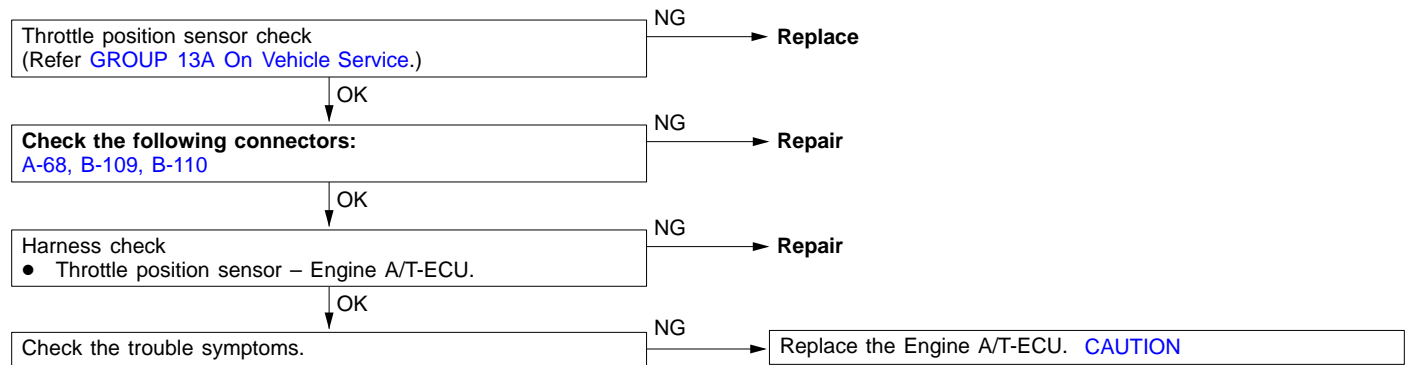 Throttle position sensor check
(Refer GROUP 13A On Vehicle Service.)
NG
Replace
OK
Check the following connectors:
A-68, B-109, B-110
NG
Repair
OK
Harness check
● Throttle position sensor – Engine A/T-ECU.
NG
Repair
OK
Check the trouble symptoms.
NG
Replace the Engine A/T-ECU. CAUTION